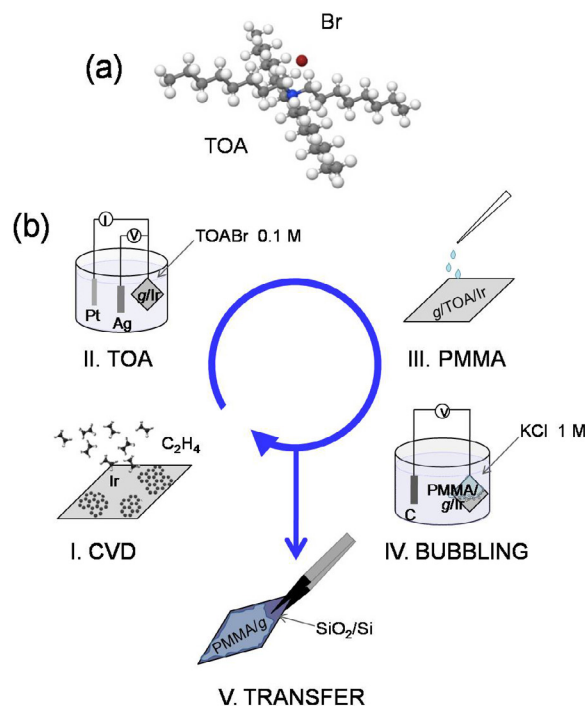 Br
(a)
TOA
(b)
i
V
TOABr 0.1 M
g/Ir
Pt
Ag
II. TOA
g/TOA/Ir
III. PMMA
C₂H₄
Ir
I. CVD
V
KCl 1 M
PMMA/
g/Ir
C
IV. BUBBLING
PMMA/g
SiO₂/Si
V. TRANSFER